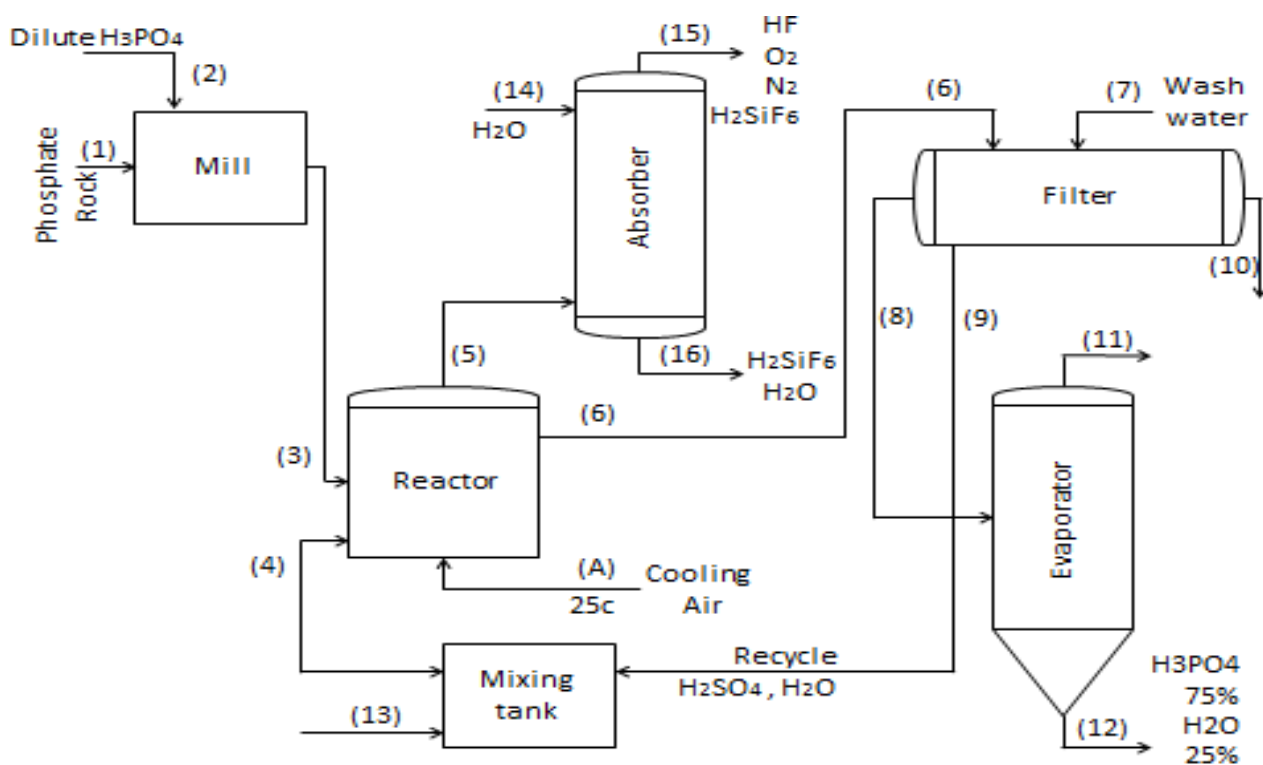 Dilute H3PO4
(2)
(1)
Phosphate
Rock
Mill
(3)
(14)
H2O
(15)
HF
O2
N2
H2SiF6
Absorber
(5)
(16)
H2SiF6
H2O
(6)
(6)
(7)
Wash
water
Filter
(8)
(9)
(10)
(11)
Evaporator
Reactor
(4)
(A)
25c
Cooling
Air
Mixing
tank
(13)
Recycle
H2SO4 , H2O
(12)
H3PO4
75%
H2O
25%